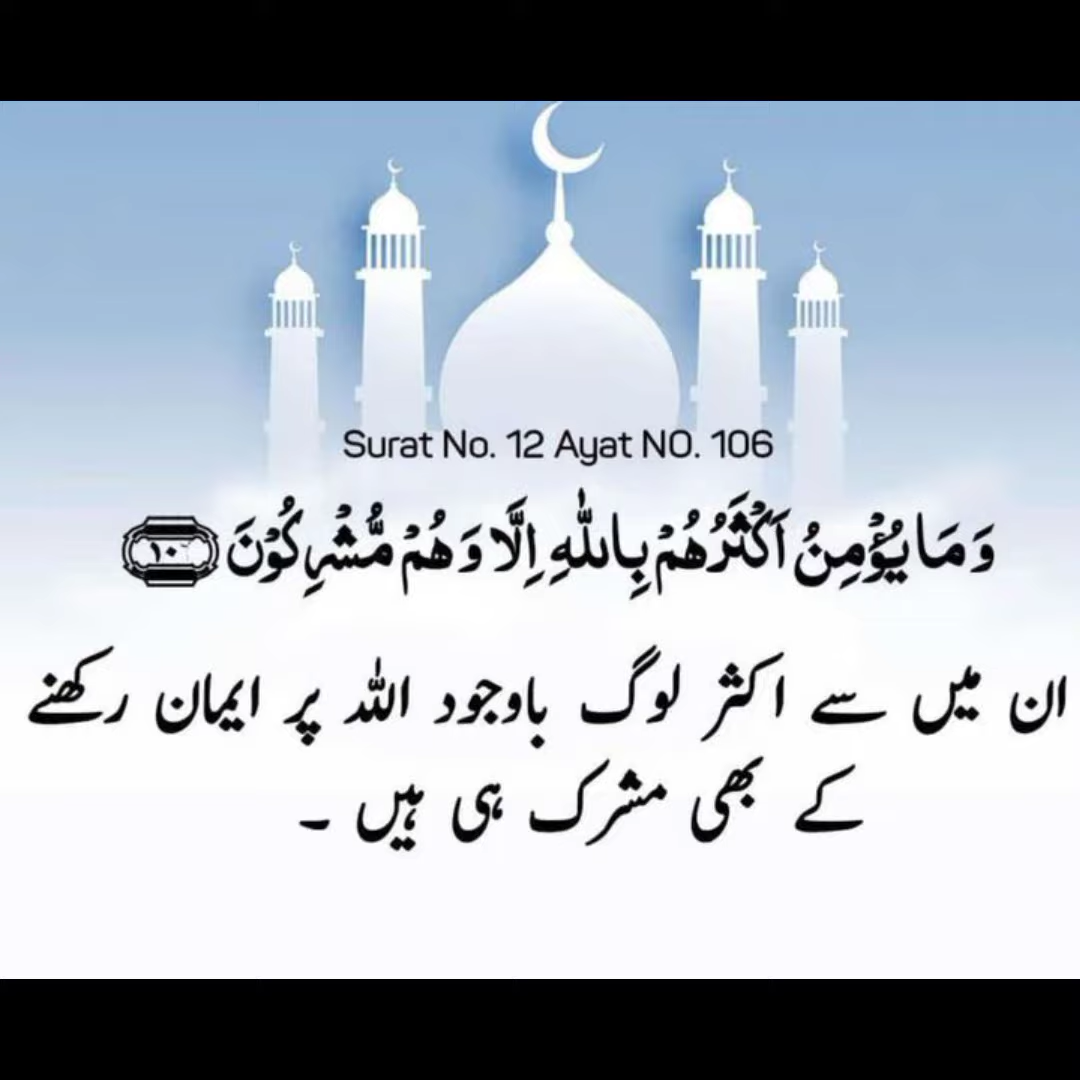 Surat No. 12 Ayat NO. 106
وَمَا يُؤۡمِنُ اَكۡثَرُهُمۡ بِاللّٰهِ اِلَّا وَهُمۡ مُّشۡرِكُوۡنَ
ان میں سے اکثر لوگ باوجود اللہ پر ایمان رکھنے
کے بھی مشرک ہی ہیں ۔